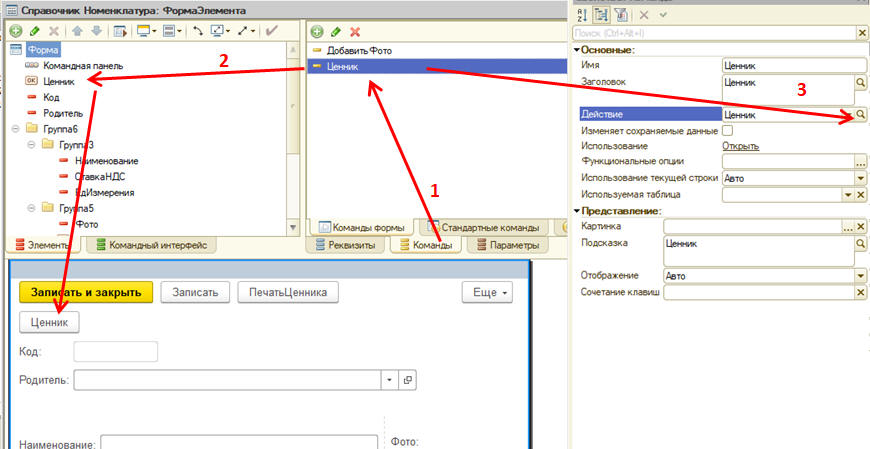 Справочник Номенклатура: ФормаЭлемента
Форма
Командная панель
OK Ценник
Код
Родитель
Группа6
Группа3
Наименование
СтавкаНДС
ЕдИзмерения
Группа5
Фото
Элементы Командный интерфейс
ДобавитьФото
Ценник
Команды формы Стандартные команды
Реквизиты Команды Параметры
2
1
3
Поиск (Ctrl+Alt+I)
Основные:
Имя Ценник
Заголовок Ценник
Действие Ценник
Изменяет сохраняемые данные
Использование Открыть
Функциональные опции
Использование текущей строки Авто
Используемая таблица
Представление:
Картинка
Подсказка Ценник
Отображение Авто
Сочетание клавиш
Записать и закрыть Записать ПечатьЦенника Еще
Ценник
Код:
Родитель:
Наименование: Фото: